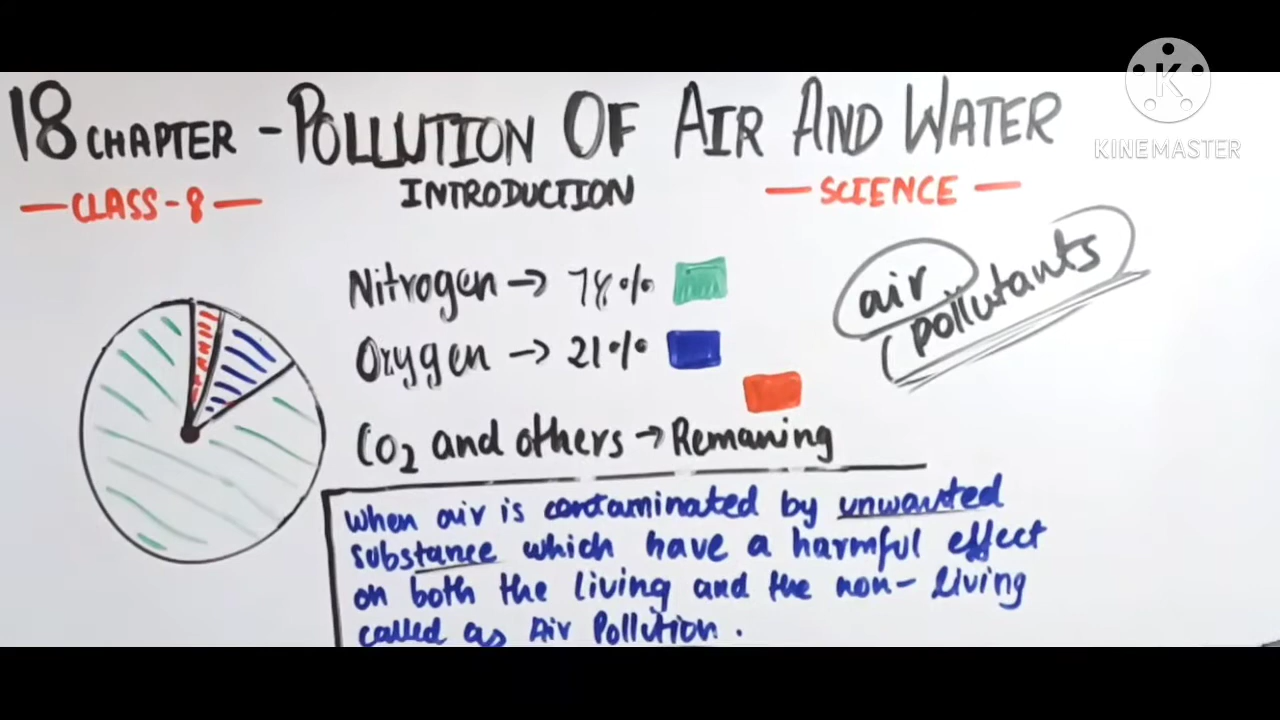 18 CHAPTER - POLLUTION OF AIR AND WATER
KINEMASTER
— CLASS-8 —
INTRODUCTION
— SCIENCE —
Nitrogen → 78%
Oxygen → 21%
CO2 and others → Remaning
air
pollutants
When air is contaminated by unwanted
substance which have a harmful effect
on both the living and the non-living
called as Air Pollution.